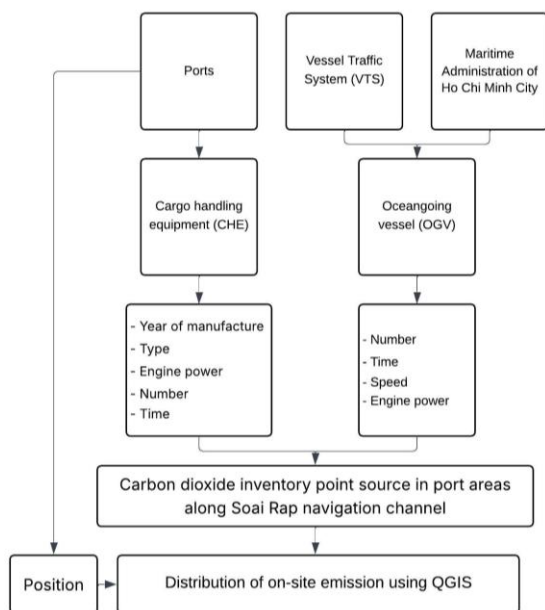 Ports
Vessel Traffic
System (VTS)
Maritime
Administration of
Ho Chi Minh City
Cargo handling
equipment (CHE)
Oceangoing
vessel (OGV)
- Year of manufacture
- Type
- Engine power
- Number
- Time
- Number
- Time
- Speed
- Engine power
Carbon dioxide inventory point source in port areas
along Soai Rap navigation channel
Position
Distribution of on-site emission using QGIS